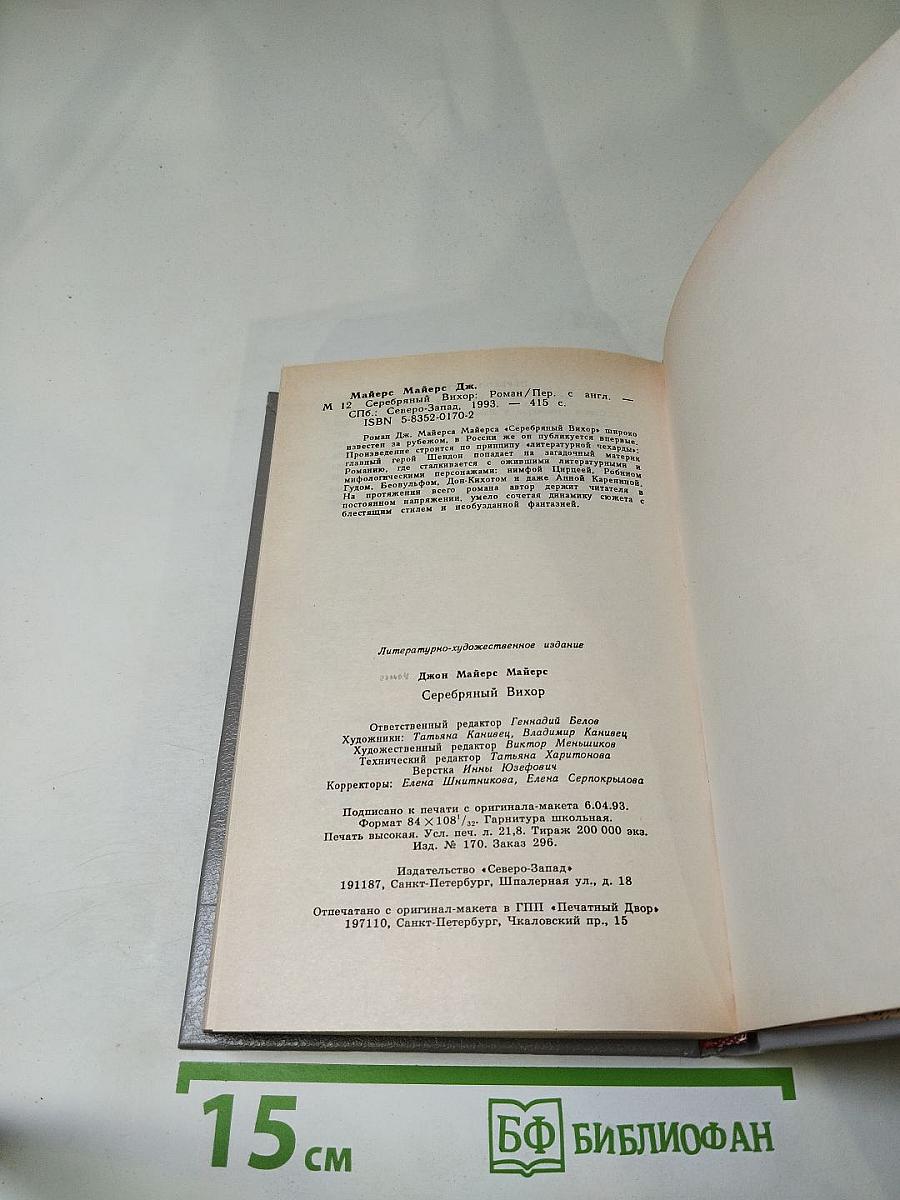 Майерс Майерс Дж.
М 12 Серебряный Вихор: Роман/Пер. с англ. —
СПб.: Северо-Запад, 1993. — 415 с.
ISBN 5-8352-0170-2
Роман Дж. Майерса Майерса «Серебряный Вихор» широко
известен за рубежом, в России же он публикуется впервые.
Произведение строится по принципу «литературной чехарды»:
главный герой Шендон попадает на загадочный материк
Романию, где сталкивается с ожившими литературными и
мифологическими персонажами: нимфой Цирцеей, Робином
Гудом, Беовульфом, Дон-Кихотом и даже Анной Карениной.
На протяжении всего романа автор держит читателя в
постоянном напряжении, умело сочетая динамику сюжета с
блестящим стилем и необузданной фантазией.
Литературно-художественное издание
Джон Майерс Майерс
Серебряный Вихор
Ответственный редактор Геннадий Белов
Художники: Татьяна Канивец, Владимир Канивец
Художественный редактор Виктор Меньшиков
Технический редактор Татьяна Харитонова
Верстка Инны Юзефович
Корректоры: Елена Шнитникова, Елена Серпокрылова
Подписано к печати с оригинала-макета 6.04.93.
Формат 84×108¹/₃₂. Гарнитура школьная.
Печать высокая. Усл. печ. л. 21,8. Тираж 200 000 экз.
Изд. № 170. Заказ 296.
Издательство «Северо-Запад»
191187, Санкт-Петербург, Шпалерная ул., д. 18
Отпечатано с оригинал-макета в ГПП «Печатный Двор»
197110, Санкт-Петербург, Чкаловский пр., 15
15 см
БФ БИБЛИОФАН